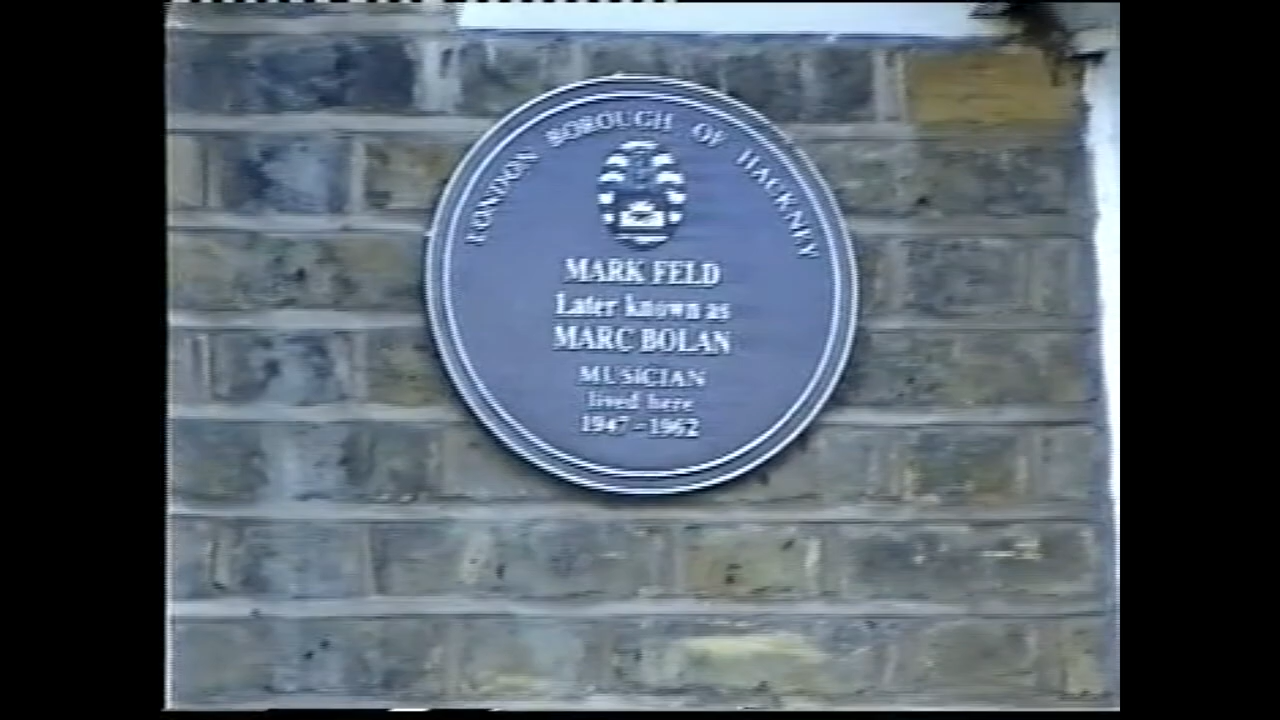 LONDON BOROUGH OF HACKNEY
MARK FELD
Later known as
MARC BOLAN
MUSICIAN
lived here
1947-1962